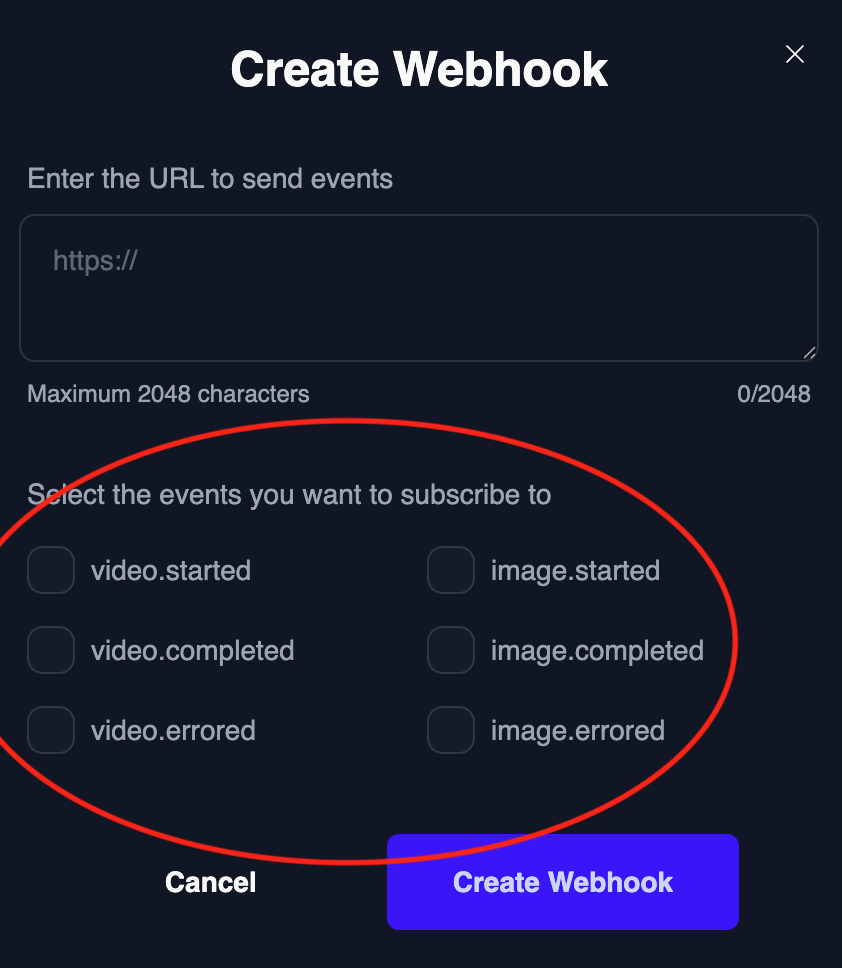 Create Webhook
Enter the URL to send events
https://
Maximum 2048 characters 0/2048
Select the events you want to subscribe to
video.started image.started
video.completed image.completed
video.errored image.errored
Cancel Create Webhook